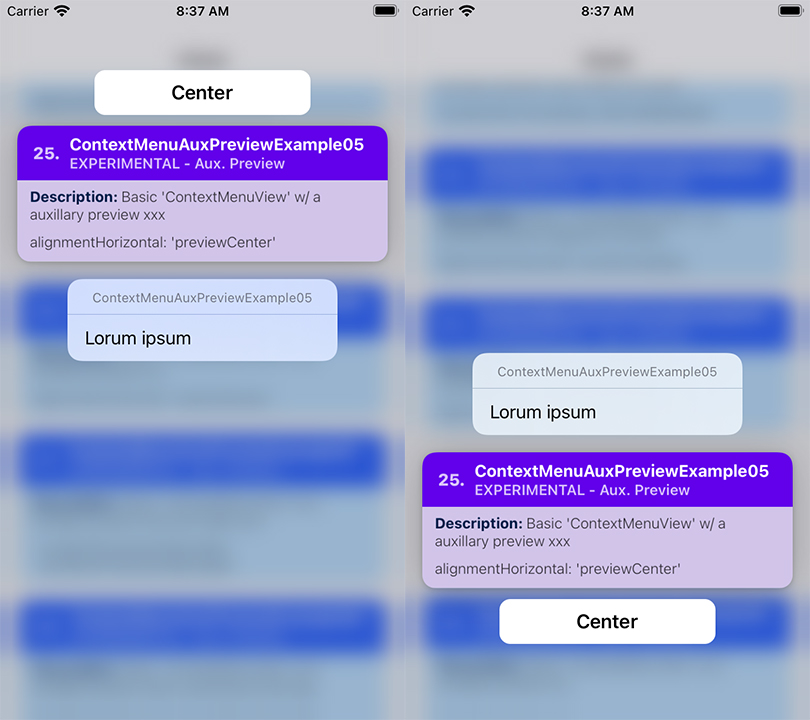 Carrier 8:37 AM
Center
25. ContextMenuAuxPreviewExample05
EXPERIMENTAL - Aux. Preview
Description: Basic 'ContextMenuView' w/ a
auxillary preview xxx
alignmentHorizontal: 'previewCenter'
ContextMenuAuxPreviewExample05
Lorum ipsum
Carrier 8:37 AM
ContextMenuAuxPreviewExample05
Lorum ipsum
25. ContextMenuAuxPreviewExample05
EXPERIMENTAL - Aux. Preview
Description: Basic 'ContextMenuView' w/ a
auxillary preview xxx
alignmentHorizontal: 'previewCenter'
Center